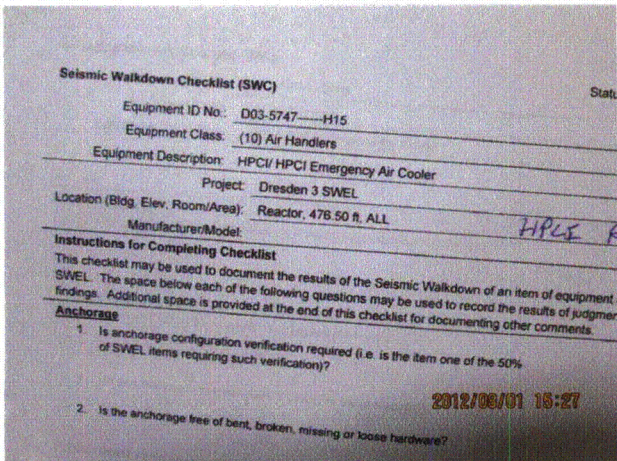 Seismic Walkdown Checklist (SWC)
Statu
Equipment ID No.: D03-5747------H15
Equipment Class: (10) Air Handlers
Equipment Description: HPCI/ HPCI Emergency Air Cooler
Project: Dresden 3 SWEL
Location (Bldg, Elev, Room/Area): Reactor, 476.50 ft, ALL
HPCI R
Manufacturer/Model:
Instructions for Completing Checklist
This checklist may be used to document the results of the Seismic Walkdown of an item of equipment
SWEL. The space below each of the following questions may be used to record the results of judgmen
findings. Additional space is provided at the end of this checklist for documenting other comments.
Anchorage
1. Is anchorage configuration verification required (i.e. is the item one of the 50%
of SWEL items requiring such verification)?
2012/08/01 15:27
2. Is the anchorage free of bent, broken, missing or loose hardware?